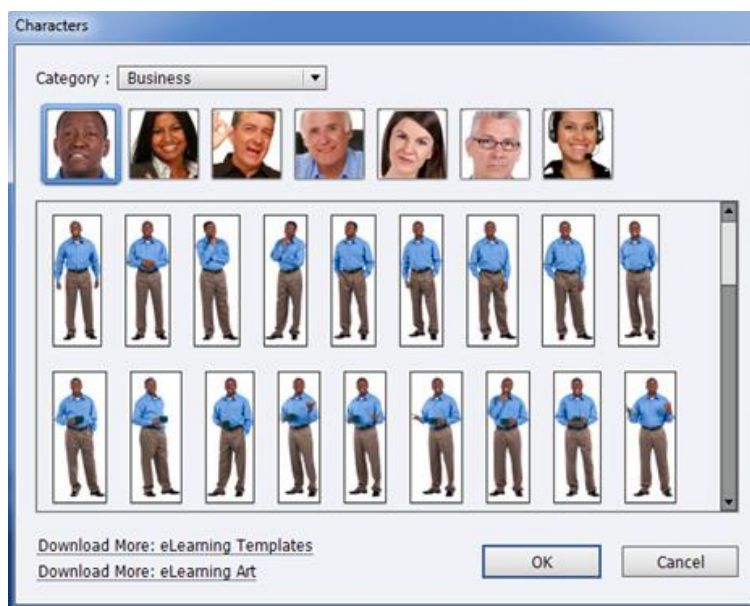 Characters
Category : Business
Download More: eLearning Templates
Download More: eLearning Art
OK
Cancel